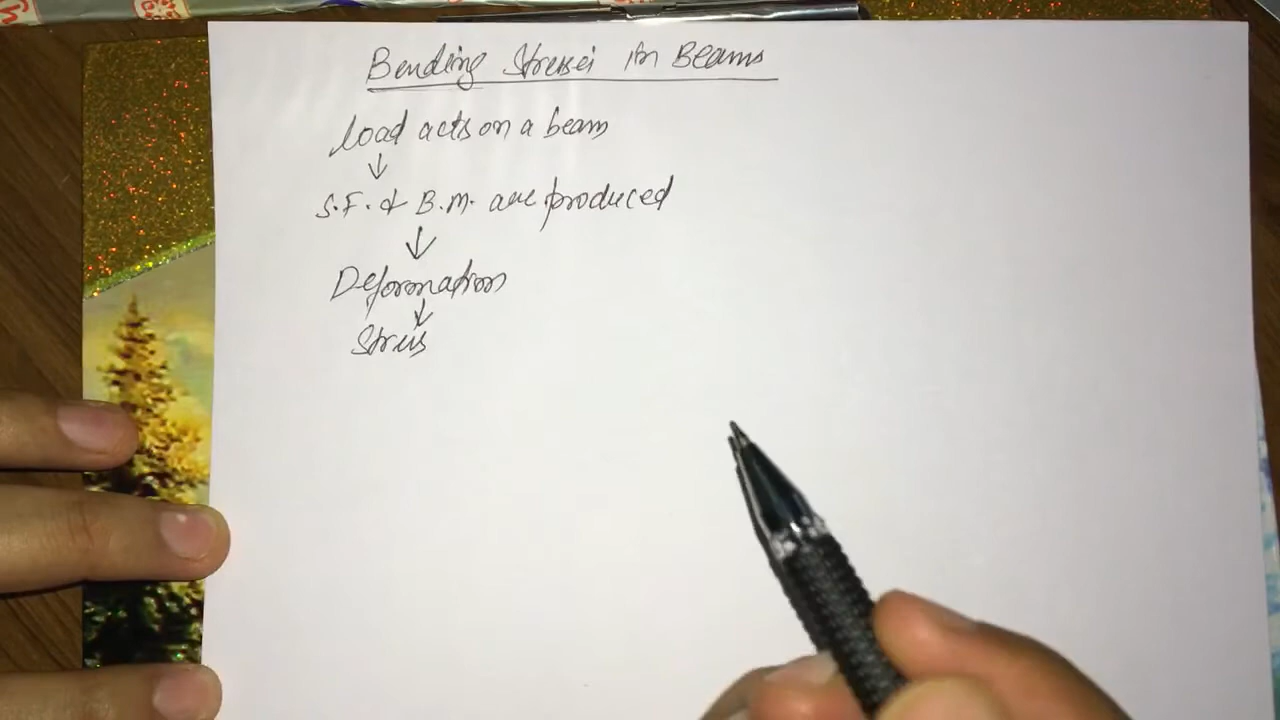 Bending Stresses in Beams
load acts on a beam
↓
S.F. & B.M. are produced
↓
Deformation
↓
Stress